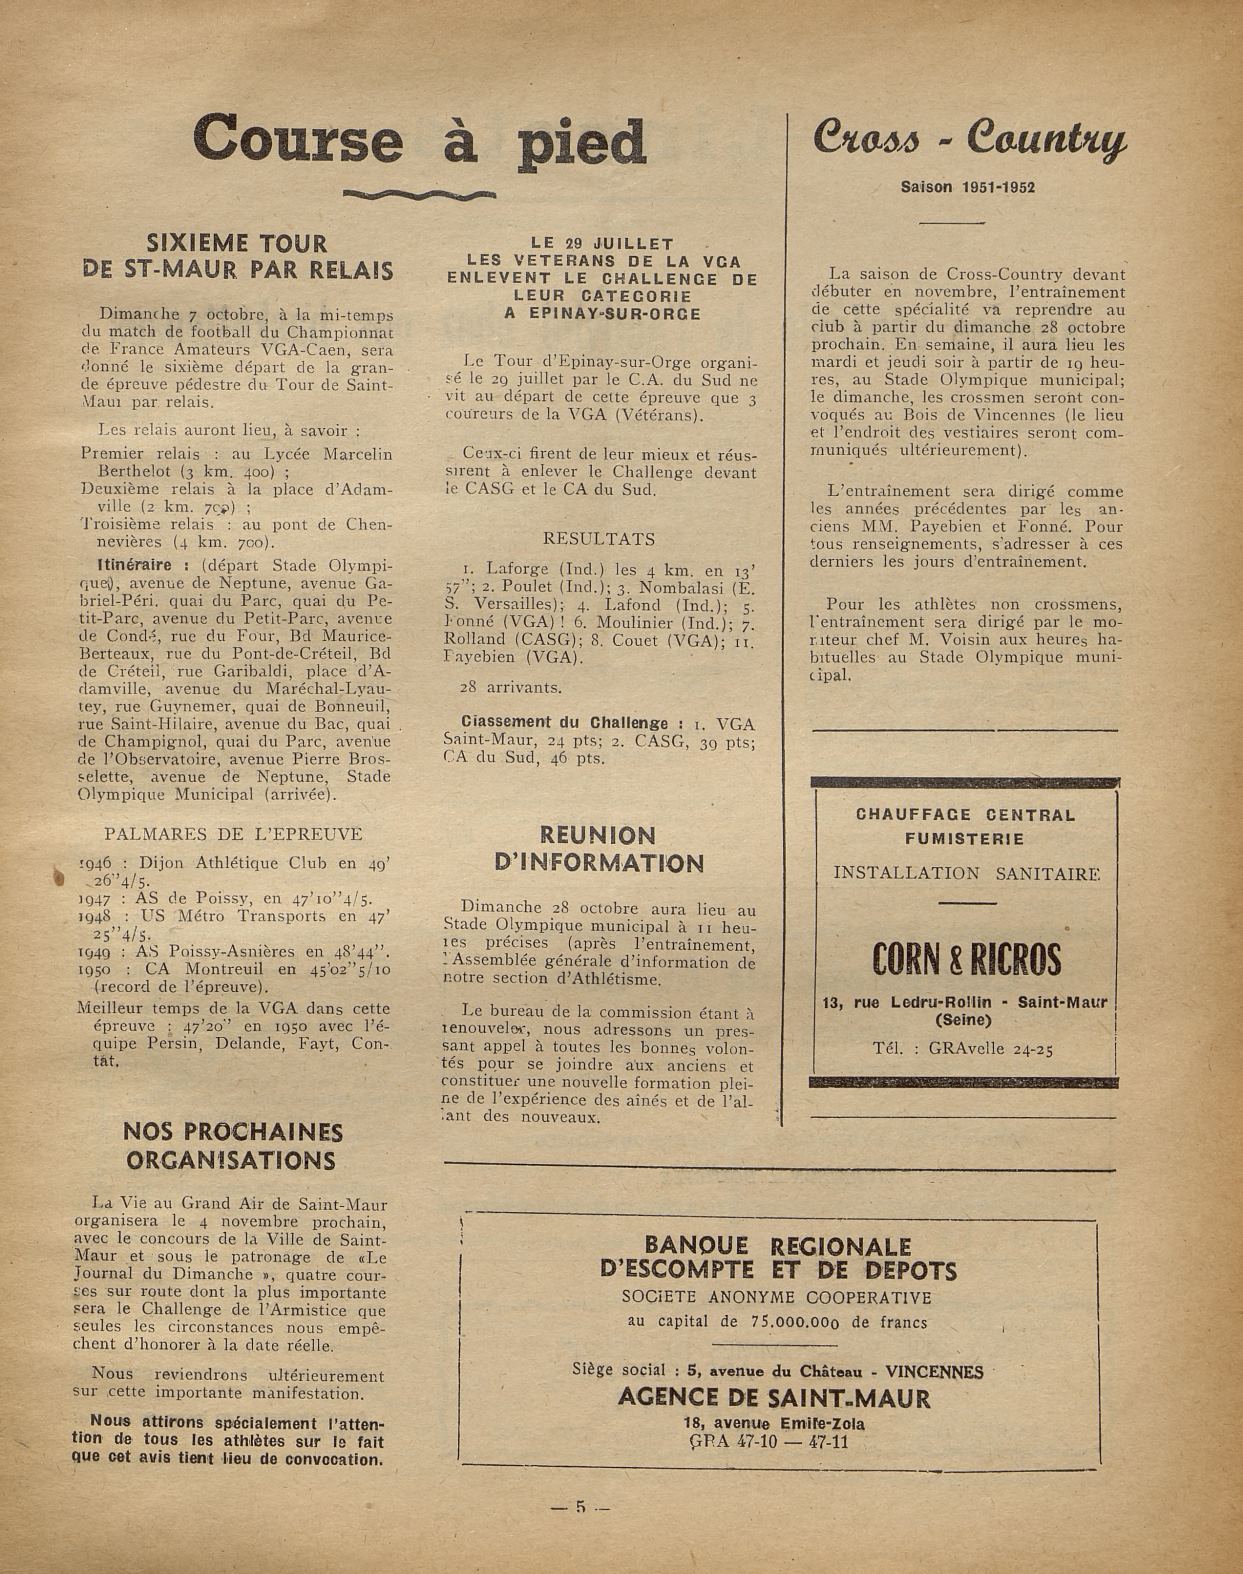 Course à pied
SIXIEME TOUR
DE ST-MAUR PAR RELAIS
Dimanche 7 octobre, à la mi-temps
du match de football du Championnat
de France Amateurs VGA-Caen, sera
donné le sixième départ de la gran-
de épreuve pédestre du Tour de Saint-
Maur par relais.
Les relais auront lieu, à savoir :
Premier relais : au Lycée Marcelin
Berthelot (3 km. 400) ;
Deuxième relais à la place d'Adam-
ville (2 km. 700) ;
Troisième relais : au pont de Chen-
nevières (4 km. 700).
Itinéraire : (départ Stade Olympi-
que), avenue de Neptune, avenue Ga-
briel-Péri. quai du Parc, quai du Pe-
tit-Parc, avenue du Petit-Parc, avenue
de Condé, rue du Four, Bd Maurice-
Berteaux, rue du Pont-de-Créteil, Bd
de Créteil, rue Garibaldi, place d'A-
damville, avenue du Maréchal-Lyau-
tey, rue Guynemer, quai de Bonneuil,
rue Saint-Hilaire, avenue du Bac, quai
de Champignol, quai du Parc, avenue
de l'Observatoire, avenue Pierre Bros-
selette, avenue de Neptune, Stade
Olympique Municipal (arrivée).
PALMARES DE L'EPREUVE
1946 : Dijon Athlétique Club en 49'
26"4/5.
1947 : AS de Poissy, en 47'10"4/5.
1948 : US Métro Transports en 47'
25"4/5.
1949 : AS Poissy-Asnières en 48'44".
1950 : CA Montreuil en 45'02"5/10
(record de l'épreuve).
Meilleur temps de la VGA dans cette
épreuve : 47'20" en 1950 avec l'é-
quipe Persin, Delande, Fayt, Con-
tat.
NOS PROCHAINES
ORGANISATIONS
La Vie au Grand Air de Saint-Maur
organisera le 4 novembre prochain,
avec le concours de la Ville de Saint-
Maur et sous le patronage de «Le
Journal du Dimanche », quatre cour-
ses sur route dont la plus importante
sera le Challenge de l'Armistice que
seules les circonstances nous empê-
chent d'honorer à la date réelle.
Nous reviendrons ultérieurement
sur cette importante manifestation.
Nous attirons spécialement l'atten-
tion de tous les athlètes sur le fait
que cet avis tient lieu de convocation.
LE 29 JUILLET
LES VETERANS DE LA VGA
ENLEVENT LE CHALLENGE DE
LEUR CATEGORIE
A EPINAY-SUR-ORGE
Le Tour d'Epinay-sur-Orge organi-
sé le 29 juillet par le C.A. du Sud ne
vit au départ de cette épreuve que 3
coureurs de la VGA (Vétérans).
Ceux-ci firent de leur mieux et réus-
sirent à enlever le Challenge devant
le CASG et le CA du Sud.
RESULTATS
1. Laforge (Ind.) les 4 km. en 13'
57"; 2. Poulet (Ind.); 3. Nombalasi (E.
S. Versailles); 4. Lafond (Ind.); 5.
Fonné (VGA) ! 6. Moulinier (Ind.); 7.
Rolland (CASG); 8. Couet (VGA); 11.
Payebien (VGA).
28 arrivants.
Classement du Challenge : 1. VGA
Saint-Maur, 24 pts; 2. CASG, 39 pts;
CA du Sud, 46 pts.
REUNION
D'INFORMATION
Dimanche 28 octobre aura lieu au
Stade Olympique municipal à 11 heu-
res précises (après l'entraînement,
l'Assemblée générale d'information de
notre section d'Athlétisme.
Le bureau de la commission étant à
renouveler, nous adressons un pres-
sant appel à toutes les bonnes volon-
tés pour se joindre aux anciens et
constituer une nouvelle formation plei-
ne de l'expérience des aînés et de l'al-
lant des nouveaux.
Cross - Country
Saison 1951-1952
La saison de Cross-Country devant
débuter en novembre, l'entraînement
de cette spécialité va reprendre au
club à partir du dimanche 28 octobre
prochain. En semaine, il aura lieu les
mardi et jeudi soir à partir de 19 heu-
res, au Stade Olympique municipal;
le dimanche, les crossmen seront con-
voqués au Bois de Vincennes (le lieu
et l'endroit des vestiaires seront com-
muniqués ultérieurement).
L'entraînement sera dirigé comme
les années précédentes par les an-
ciens MM. Payebien et Fonné. Pour
tous renseignements, s'adresser à ces
derniers les jours d'entraînement.
Pour les athlètes non crossmens,
l'entraînement sera dirigé par le mo-
niteur chef M. Voisin aux heures ha-
bituelles au Stade Olympique muni-
cipal.
CHAUFFAGE CENTRAL
FUMISTERIE
INSTALLATION SANITAIRE
CORN & RICROS
13, rue Ledru-Rollin - Saint-Maur
(Seine)
Tél. : GRAvelle 24-25
BANQUE REGIONALE
D'ESCOMPTE ET DE DEPOTS
SOCIETE ANONYME COOPERATIVE
au capital de 75.000.000 de francs
Siège social : 5, avenue du Château - VINCENNES
AGENCE DE SAINT-MAUR
18, avenue Emile-Zola
GRA 47-10 — 47-11
— 5 —